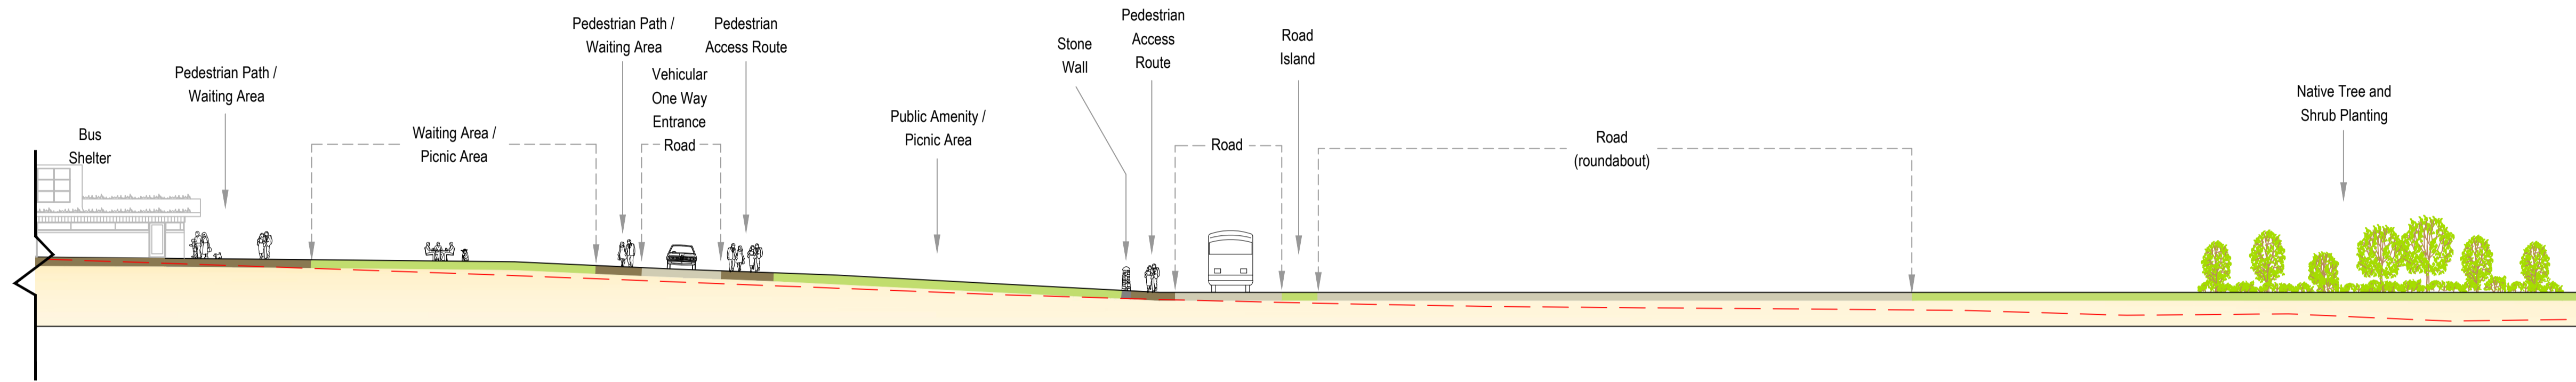 Bus
Shelter
Pedestrian Path /
Waiting Area
Waiting Area /
Picnic Area
Pedestrian Path /
Waiting Area
Vehicular
One Way
Entrance
Road
Pedestrian
Access Route
Public Amenity /
Picnic Area
Stone
Wall
Pedestrian
Access
Route
Road
Road
Island
Road
(roundabout)
Native Tree and
Shrub Planting